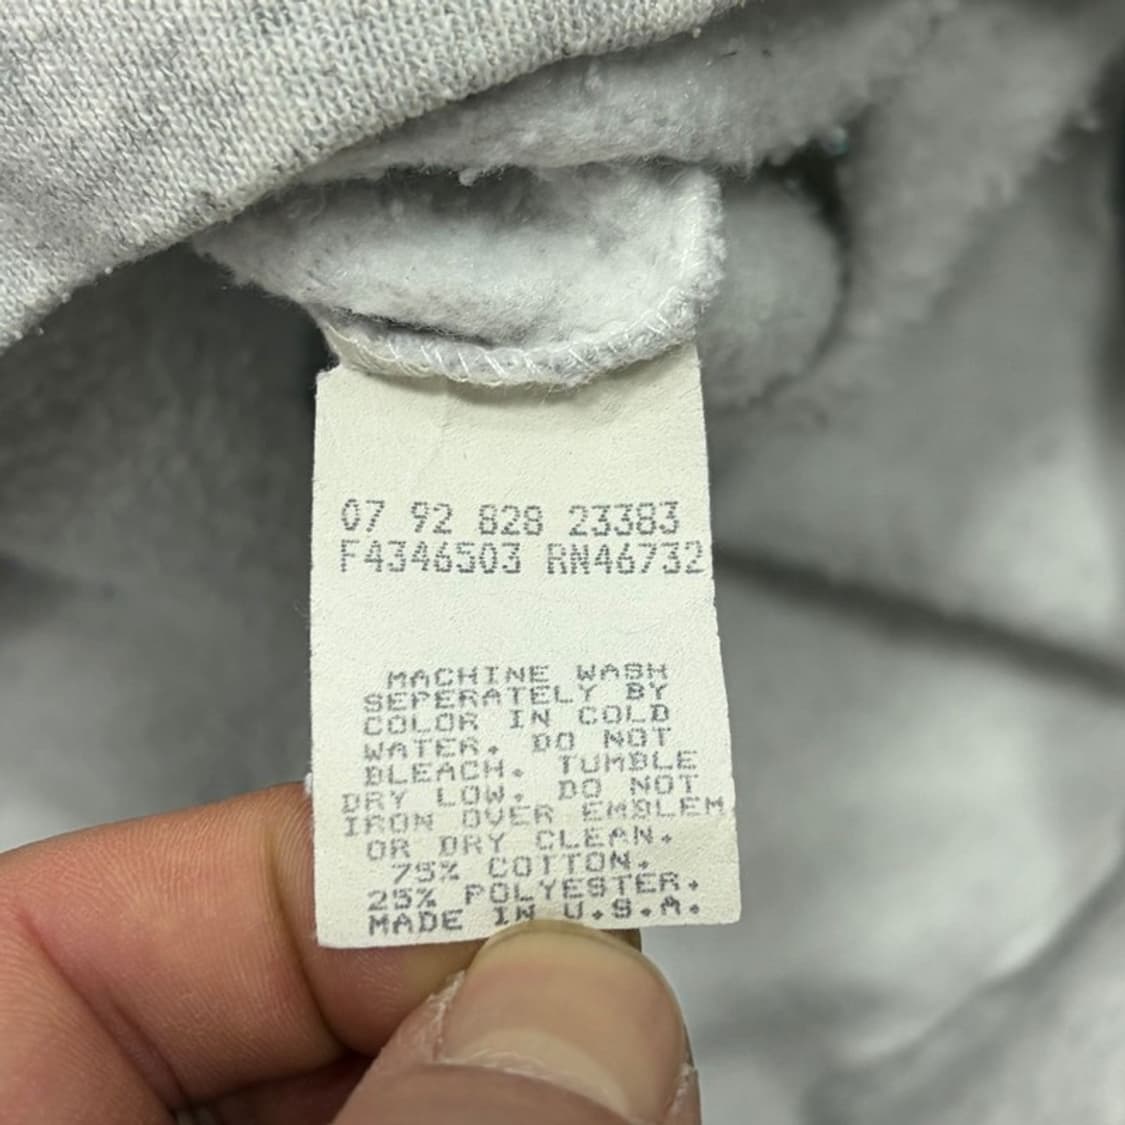 07 92 828 23383
F4346503 RN46732
MACHINE WASH
SEPERATELY BY
COLOR IN COLD
WATER. DO NOT
BLEACH. TUMBLE
DRY LOW. DO NOT
IRON OVER EMBLEM
OR DRY CLEAN.
75% COTTON.
25% POLYESTER.
MADE IN U.S.A.